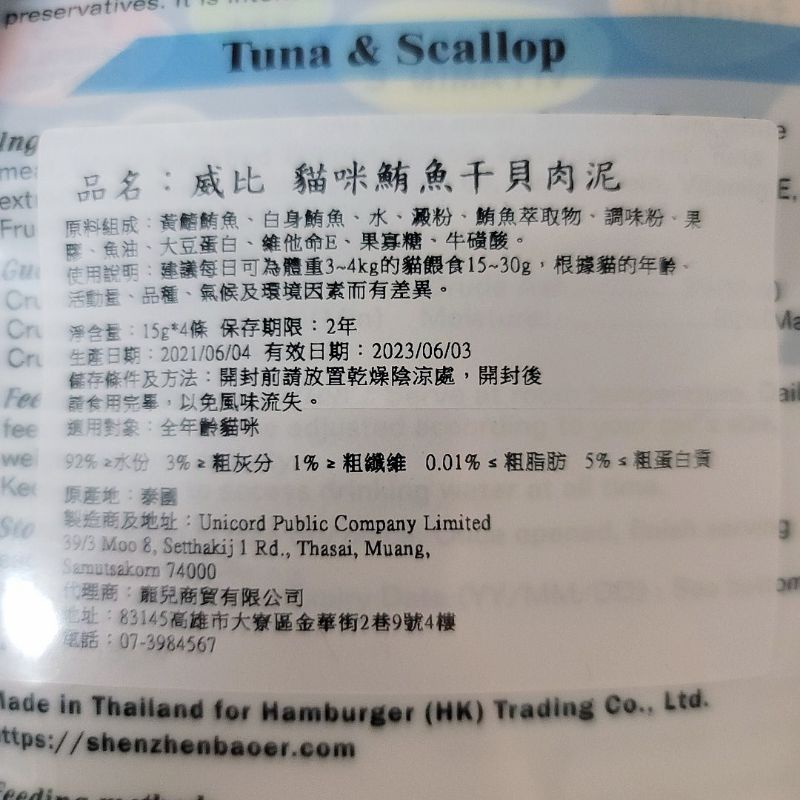 preservatives. It is inten
Tuna & Scallop
Ing
品名：威比 貓咪鮪魚干貝肉泥
原料組成：黃鰭鮪魚、白身鮪魚、水、澱粉、鮪魚萃取物、調味粉、果
膠、魚油、大豆蛋白、維他命E、果寡糖、牛磺酸。
使用說明：建議每日可為體重3~4kg的貓餵食15~30g，根據貓的年齡、
活動量、品種、氣候及環境因素而有差異。
淨含量：15g*4條 保存期限：2年
生產日期：2021/06/04 有效日期：2023/06/03
儲存條件及方法：開封前請放置乾燥陰涼處，開封後
請食用完畢，以免風味流失。
適用對象：全年齡貓咪
92% ≥水份 3% ≥ 粗灰分 1% ≥ 粗纖維 0.01% ≤ 粗脂肪 5% ≤ 粗蛋白質
原產地：泰國
製造商及地址：Unicord Public Company Limited
39/3 Moo 8, Setthakij 1 Rd., Thasai, Muang,
Samutsakorn 74000
代理商：寵兒商貿有限公司
地址：83145高雄市大寮區金華街2巷9號4樓
電話：07-3984567
Made in Thailand for Hamburger (HK) Trading Co., Ltd.
https://shenzhenbaoer.com
Feeding